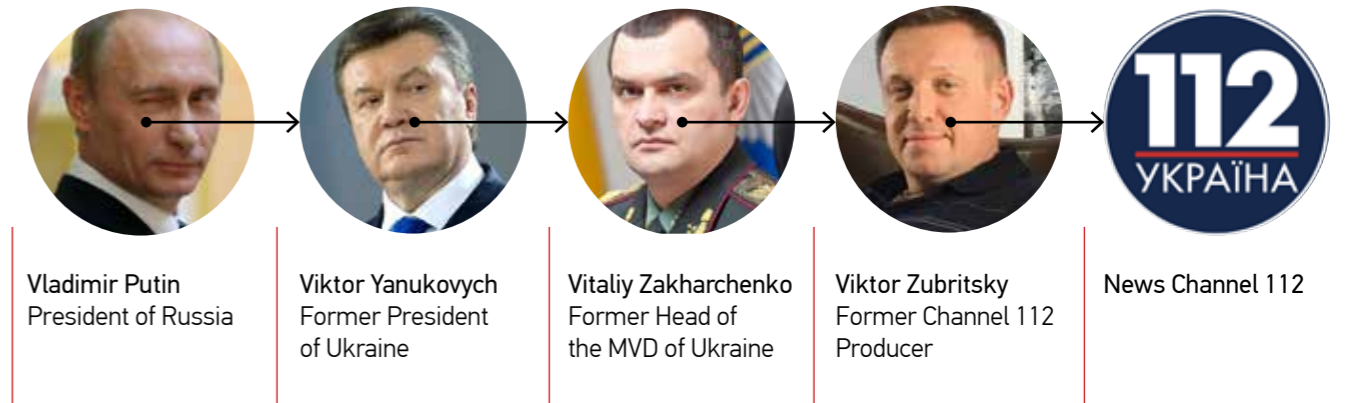 112
УКРАЇНА
Vladimir Putin
President of Russia
Viktor Yanukovych
Former President
of Ukraine
Vitaliy Zakharchenko
Former Head of
the MVD of Ukraine
Viktor Zubritsky
Former Channel 112
Producer
News Channel 112